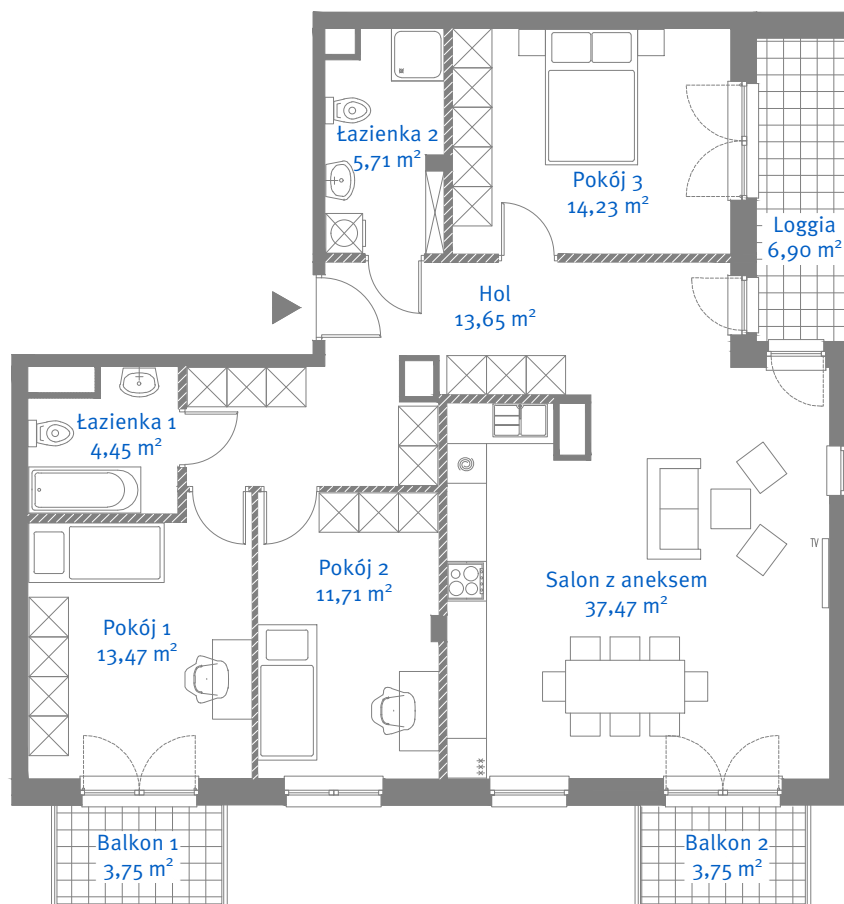 Łazienka 2
5,71 m²
Pokój 3
14,23 m²
Loggia
6,90 m²
Hol
13,65 m²
Łazienka 1
4,45 m²
TV
Pokój 2
11,71 m²
Salon z aneksem
37,47 m²
Pokój 1
13,47 m²
Balkon 1
3,75 m²
Balkon 2
3,75 m²